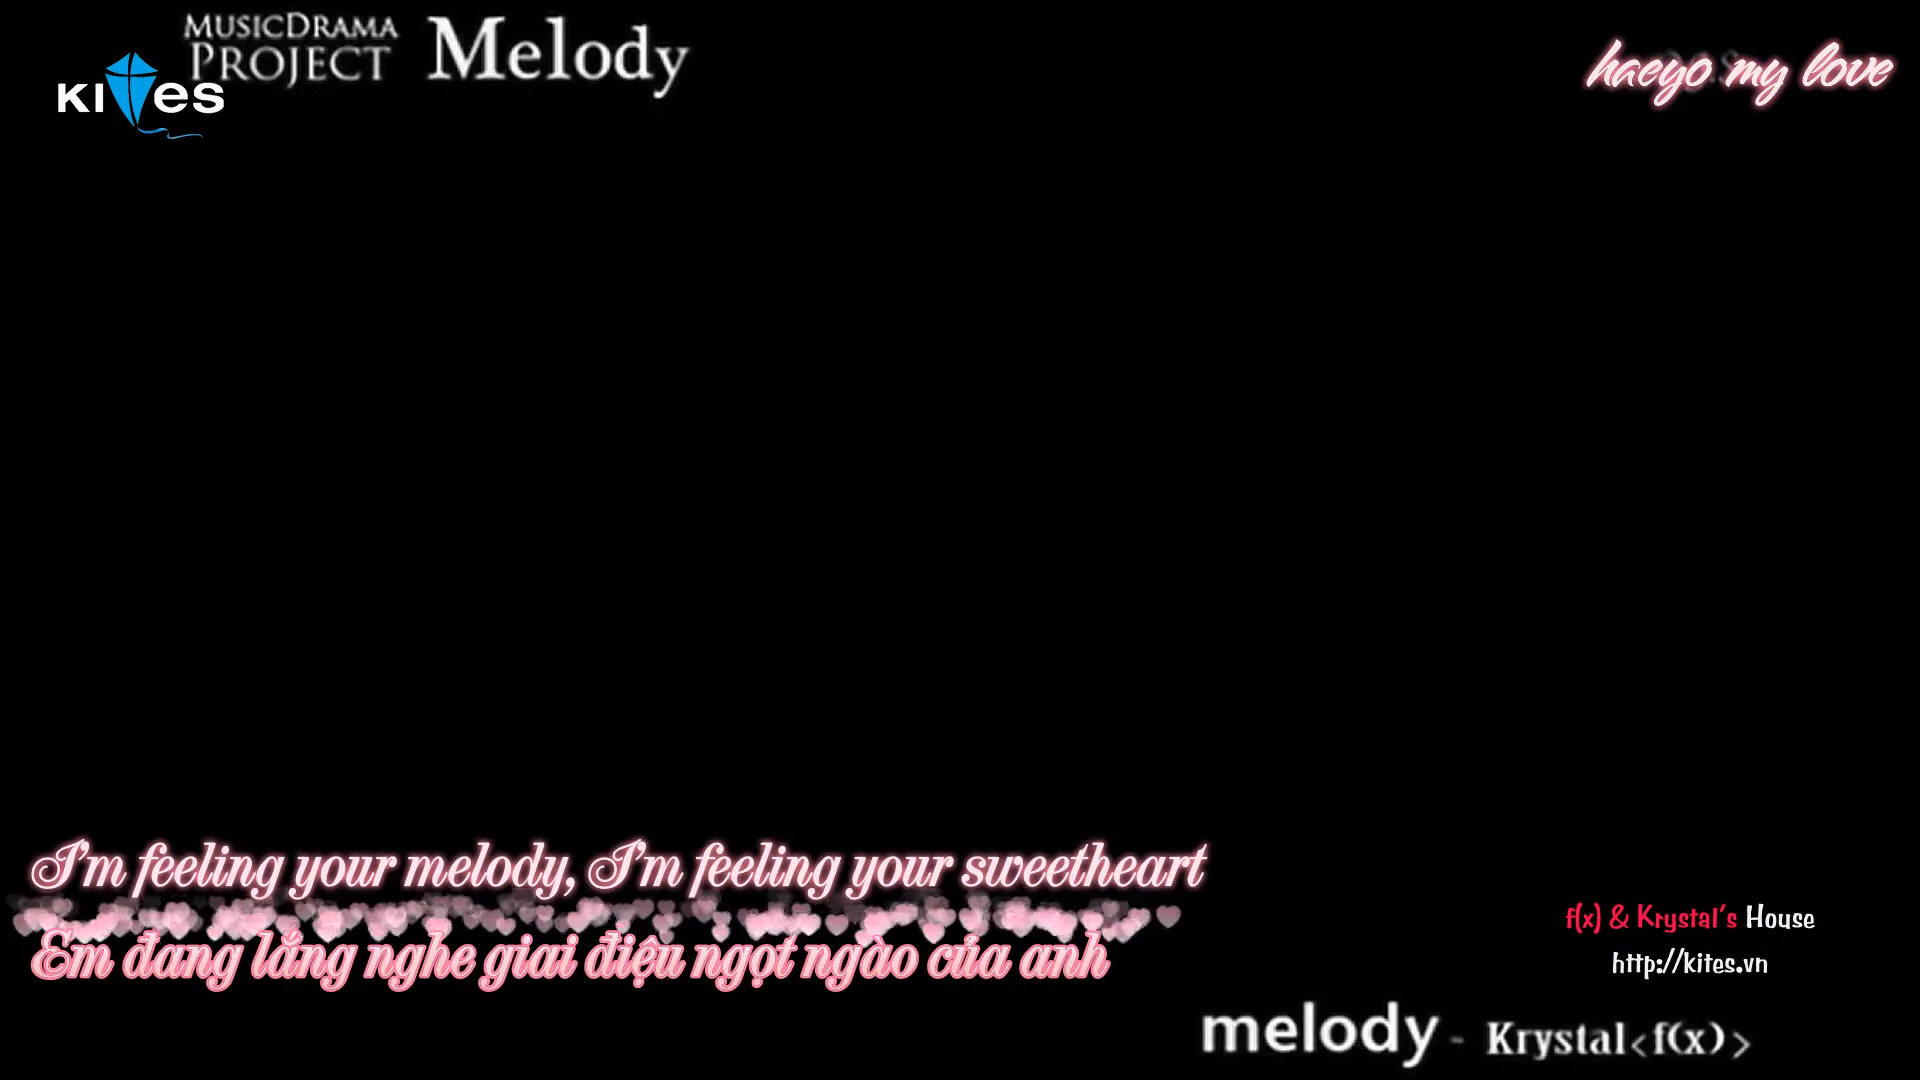 MUSICDRAMA
PROJECT Melody
KITES
haeyo my love
I'm feeling your melody, I'm feeling your sweetheart
Em đang lắng nghe giai điệu ngọt ngào của anh
f(x) & Krystal's House
http://kites.vn
melody - Krystal<f(x)>